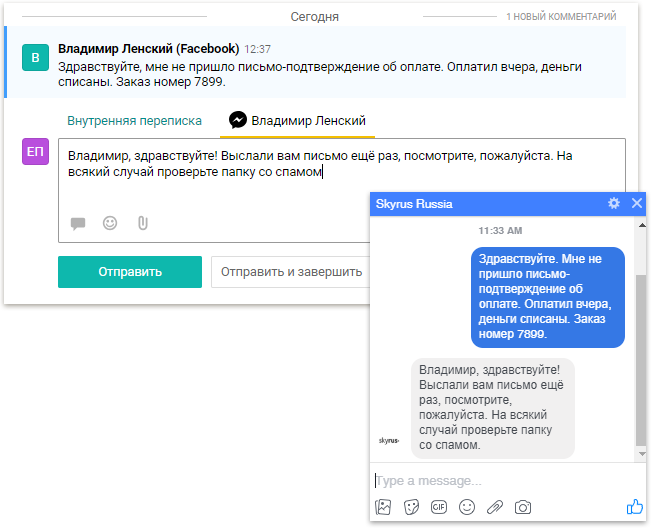 Сегодня
1 НОВЫЙ КОММЕНТАРИЙ
В
Владимир Ленский (Facebook) 12:37
Здравствуйте, мне не пришло письмо-подтверждение об оплате. Оплатил вчера, деньги
списаны. Заказ номер 7899.
Внутренняя переписка
Владимир Ленский
ЕП
Владимир, здравствуйте! Выслали вам письмо ещё раз, посмотрите, пожалуйста. На
всякий случай проверьте папку со спамом
Отправить
Отправить и завершить
Skyrus Russia
11:33 AM
Здравствуйте. Мне не
пришло письмо-
подтверждение об
оплате. Оплатил вчера,
деньги списаны. Заказ
номер 7899.
Владимир, здравствуйте!
Выслали вам письмо ещё
раз, посмотрите,
пожалуйста. На всякий
случай проверьте папку
со спамом.
skyrus
Type a message...
GIF